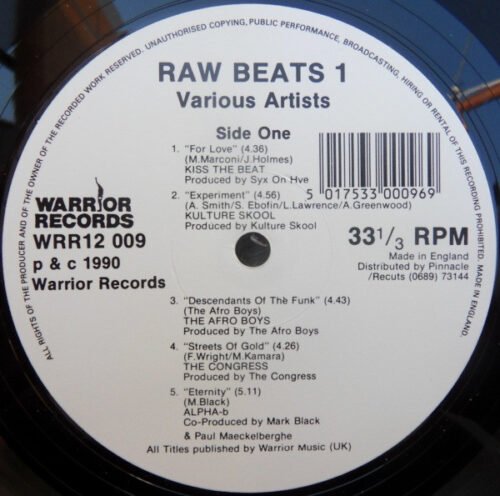 ALL RIGHTS OF THE PRODUCER AND OF THE OWNER OF THE RECORDED WORK RESERVED. UNAUTHORISED COPYING, PUBLIC PERFORMANCE, BROADCASTING, HIRING OR RENTAL OF THIS RECORDING PROHIBITED. MADE IN ENGLAND.
RAW BEATS 1
Various Artists
Side One
1. "For Love" (4.36)
(M.Marconi/J.Holmes)
KISS THE BEAT
Produced by Syx On Hve
2. "Experiment" (4.56)
A.Smith/S.Ebofin/L.Lawrence/A.Greenwood)
KULTURE SKOOL
Produced by Kulture Skool
5 017533 000969
WARRIOR
RECORDS
WRR12 009
p & c 1990
Warrior Records
33 1/3 RPM
Made in England
Distributed by Pinnacle
/Recuts (0689) 73144
3. "Descendants Of The Funk" (4.43)
(The Afro Boys)
THE AFRO BOYS
Produced by The Afro Boys
4. "Streets Of Gold" (4.26)
(F.Wright/M.Kamara)
THE CONGRESS
Produced by The Congress
5. "Eternity" (5.11)
(M.Black)
ALPHA-b
Co-Produced by Mark Black
& Paul Maeckelberghe
All Titles published by Warrior Music (UK)